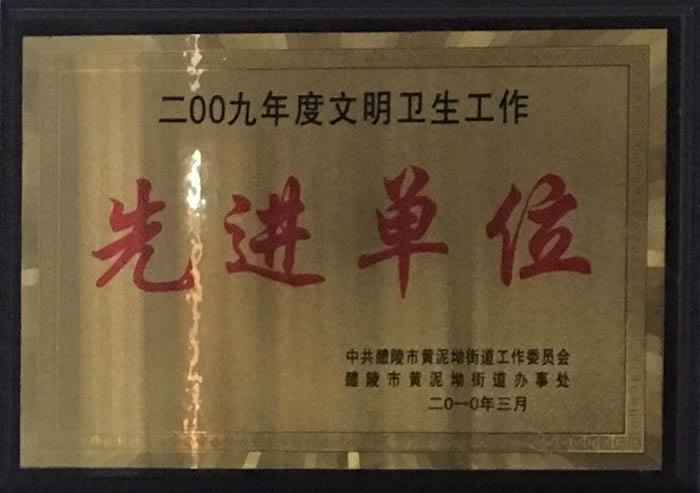 二00九年度文明卫生工作
先进单位
中共醴陵市黄泥坳街道工作委员会
醴陵市黄泥坳街道办事处
二0一0年三月